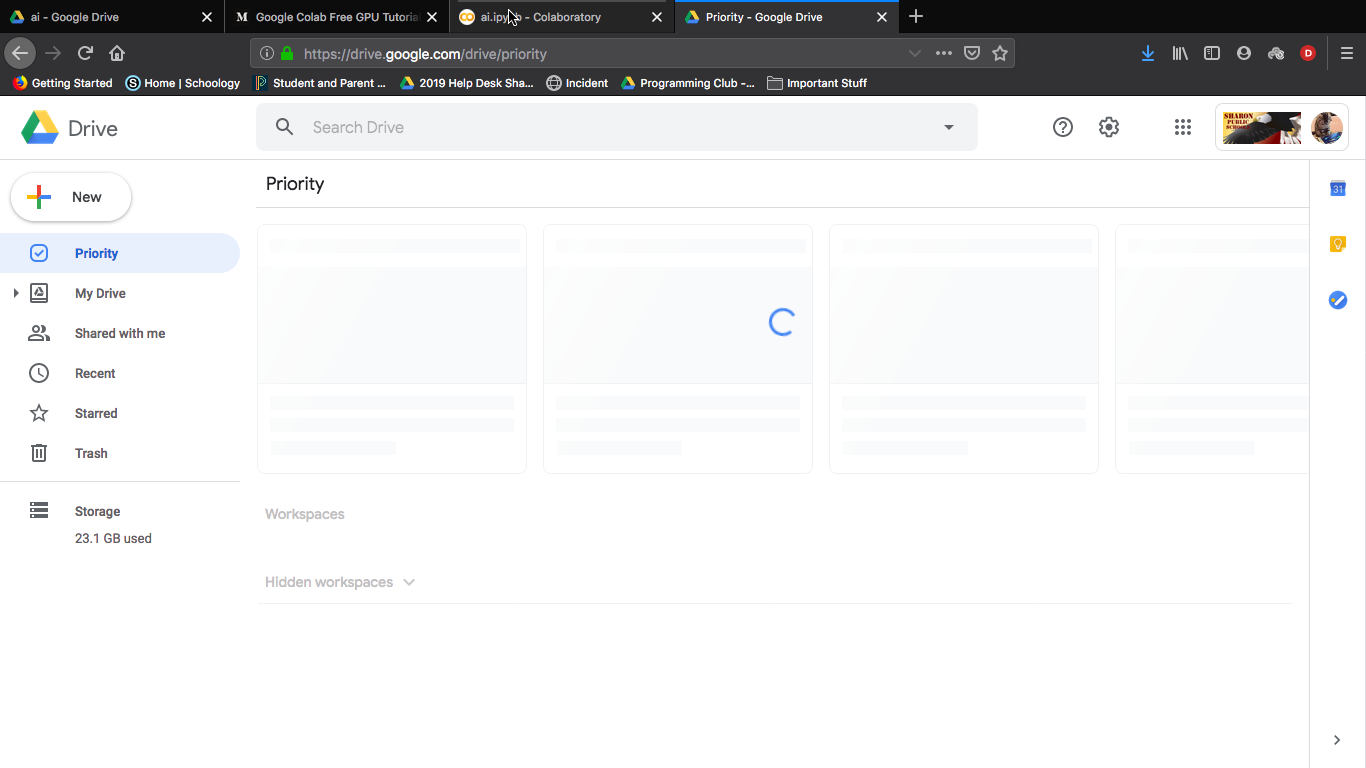 ai - Google Drive
M Google Colab Free GPU Tutorial
ai.ipynb - Colaboratory
Priority - Google Drive
https://drive.google.com/drive/priority
D
Getting Started
S Home | Schoology
Student and Parent ...
2019 Help Desk Sha...
Incident
Programming Club -...
Important Stuff
Drive
Search Drive
SHARON
PUBLIC
SCHOOLS
New
Priority
31
Priority
My Drive
Shared with me
Recent
Starred
Trash
Storage
23.1 GB used
Workspaces
Hidden workspaces